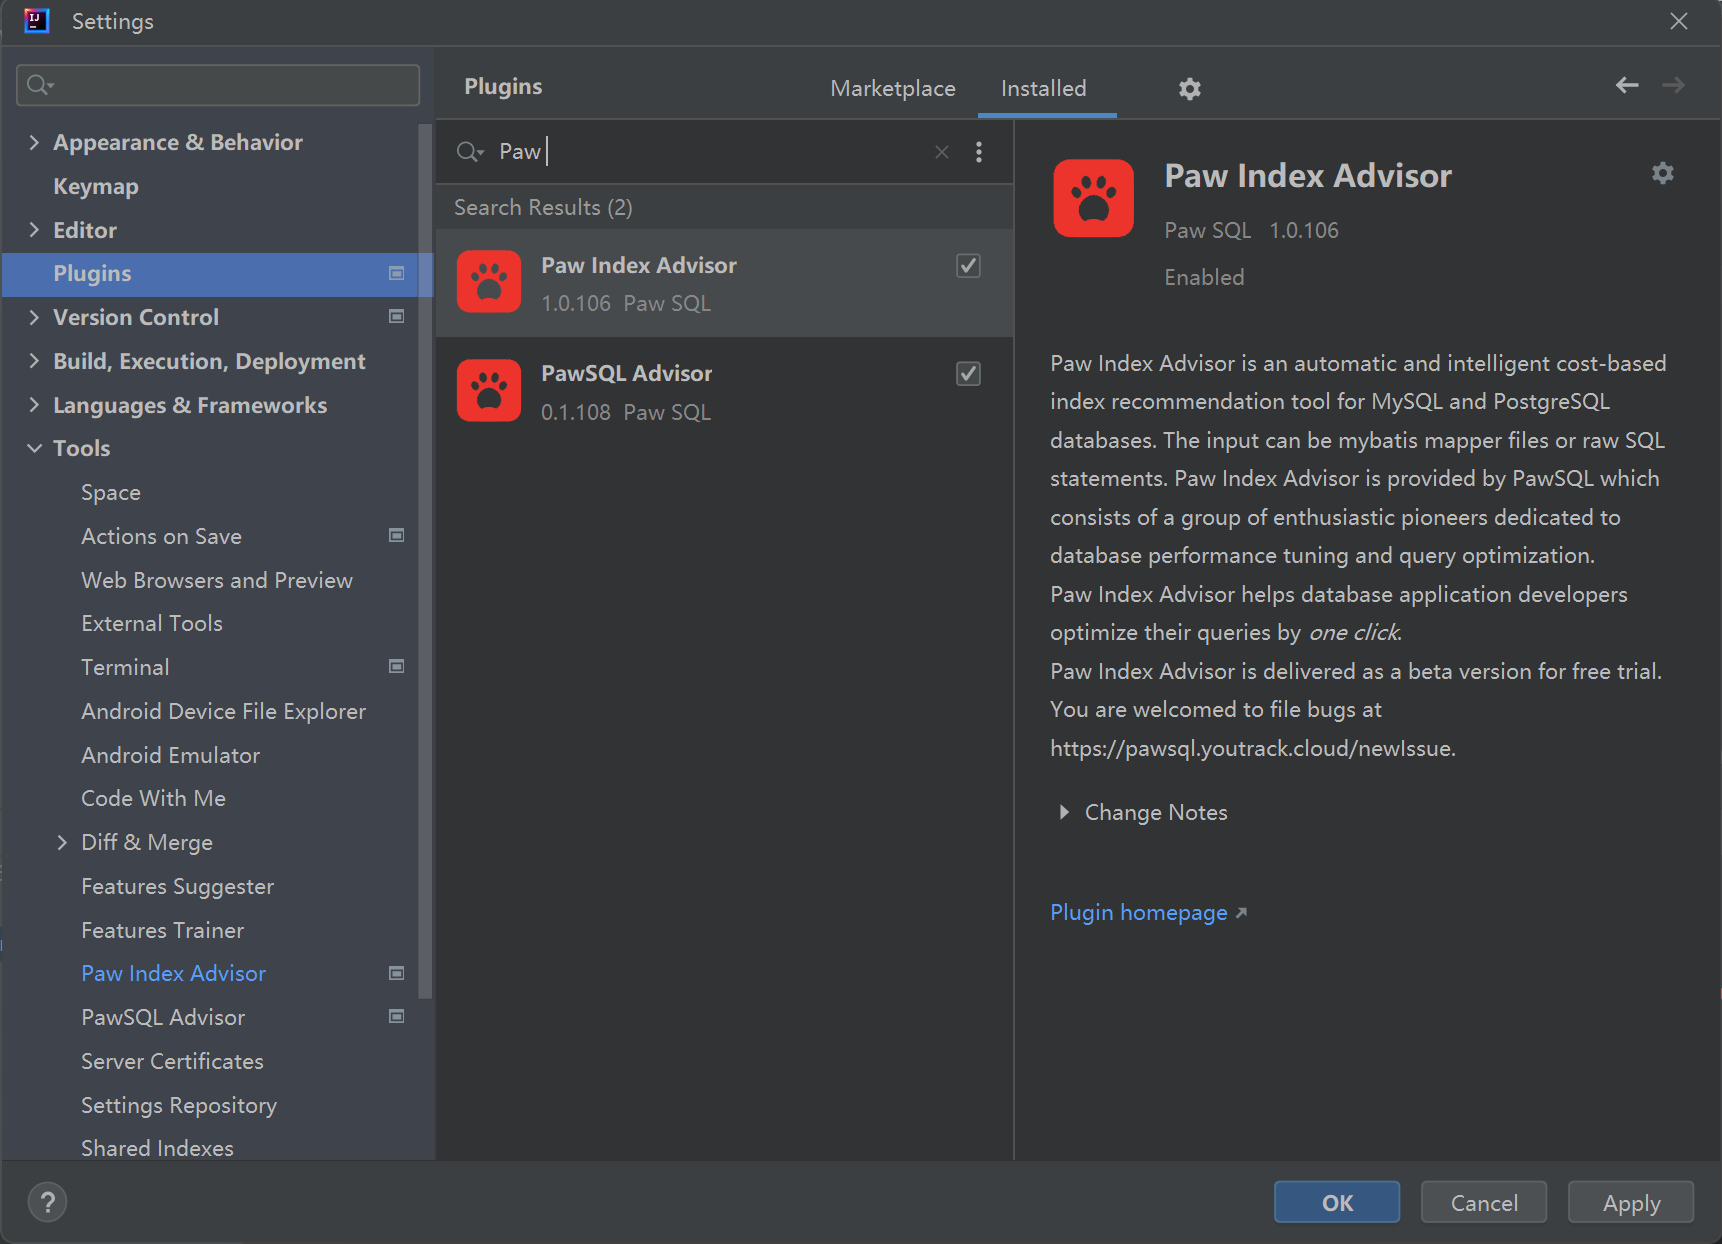 Settings
Appearance & Behavior
Keymap
Editor
Plugins
Version Control
Build, Execution, Deployment
Languages & Frameworks
Tools
Space
Actions on Save
Web Browsers and Preview
External Tools
Terminal
Android Device File Explorer
Android Emulator
Code With Me
Diff & Merge
Features Suggester
Features Trainer
Paw Index Advisor
PawSQL Advisor
Server Certificates
Settings Repository
Shared Indexes
Plugins
Marketplace
Installed
Paw
Search Results (2)
Paw Index Advisor
1.0.106 Paw SQL
PawSQL Advisor
0.1.108 Paw SQL
Paw Index Advisor
Paw SQL 1.0.106
Enabled
Paw Index Advisor is an automatic and intelligent cost-based
index recommendation tool for MySQL and PostgreSQL
databases. The input can be mybatis mapper files or raw SQL
statements. Paw Index Advisor is provided by PawSQL which
consists of a group of enthusiastic pioneers dedicated to
database performance tuning and query optimization.
Paw Index Advisor helps database application developers
optimize their queries by one click.
Paw Index Advisor is delivered as a beta version for free trial.
You are welcomed to file bugs at
https://pawsql.youtrack.cloud/newIssue.
Change Notes
Plugin homepage
?
OK
Cancel
Apply